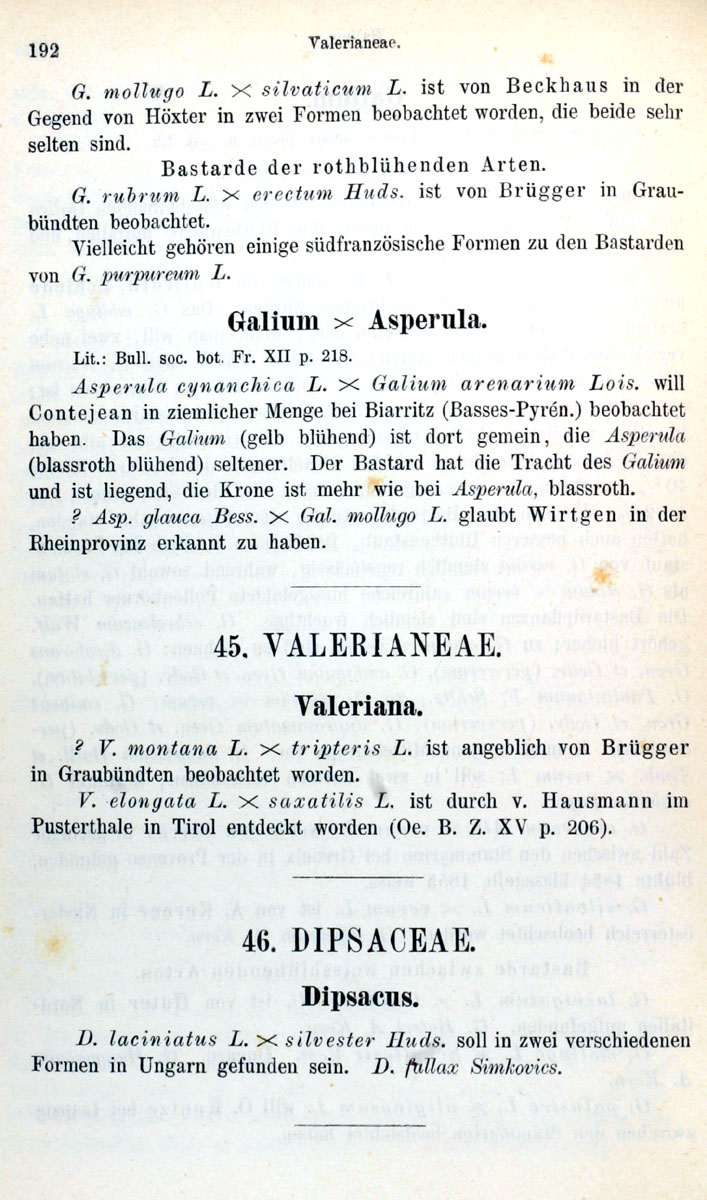 192
Valerianeae.
G. mollugo L. × silvaticum L. ist von Beckhaus in der
Gegend von Höxter in zwei Formen beobachtet worden, die beide sehr
selten sind.
Bastarde der rothblühenden Arten.
G. rubrum L. × erectum Huds. ist von Brügger in Grau-
bündten beobachtet.
Vielleicht gehören einige südfranzösische Formen zu den Bastarden
von G. purpureum L.
Galium × Asperula.
Lit.: Bull. soc. bot. Fr. XII p. 218.
Asperula cynanchica L. × Galium arenarium Lois. will
Contejean in ziemlicher Menge bei Biarritz (Basses-Pyrén.) beobachtet
haben. Das Galium (gelb blühend) ist dort gemein, die Asperula
(blassroth blühend) seltener. Der Bastard hat die Tracht des Galium
und ist liegend, die Krone ist mehr wie bei Asperula, blassroth.
? Asp. glauca Bess. × Gal. mollugo L. glaubt Wirtgen in der
Rheinprovinz erkannt zu haben.
45. VALERIANEAE.
Valeriana.
? V. montana L. × tripteris L. ist angeblich von Brügger
in Graubündten beobachtet worden.
V. elongata L. × saxatilis L. ist durch v. Hausmann im
Pusterthale in Tirol entdeckt worden (Oe. B. Z. XV p. 206).
46. DIPSACEAE.
Dipsacus.
D. laciniatus L. × silvester Huds. soll in zwei verschiedenen
Formen in Ungarn gefunden sein. D. fallax Simkovics.